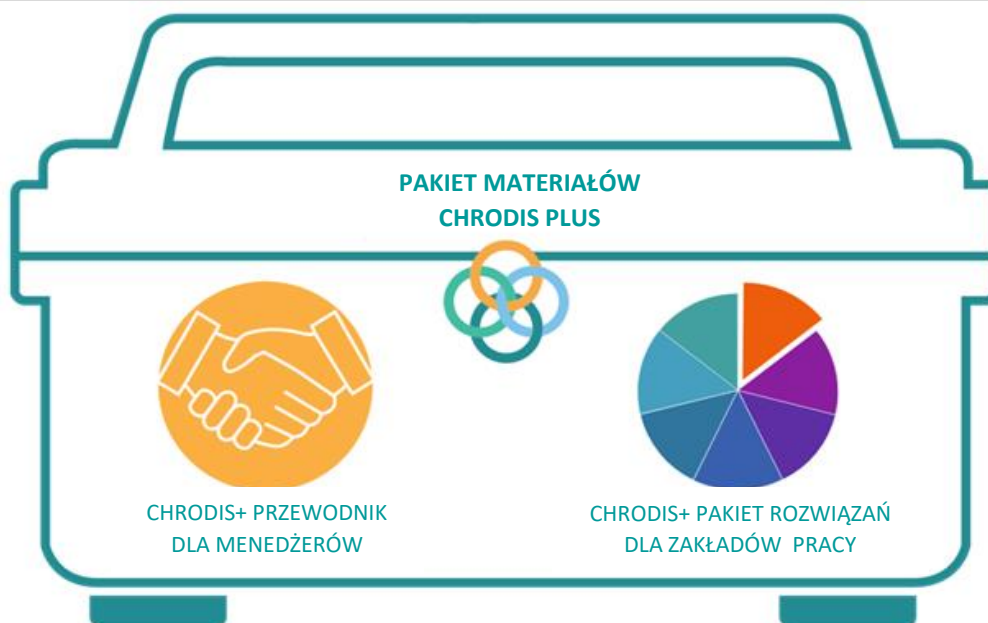 PAKIET MATERIAŁÓW
CHRODIS PLUS
CHRODIS+ PRZEWODNIK
DLA MENEDŻERÓW
CHRODIS+ PAKIET ROZWIĄZAŃ
DLA ZAKŁADÓW PRACY